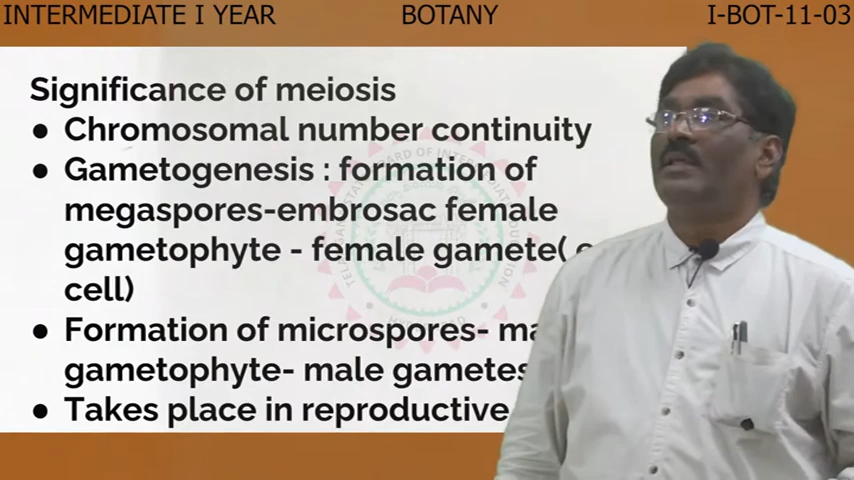 INTERMEDIATE I YEAR BOTANY I-BOT-11-03
Significance of meiosis
● Chromosomal number continuity
● Gametogenesis : formation of
megaspores-embrosac female
gametophyte - female gamete(
cell)
● Formation of microspores-
gametophyte- male gametes
● Takes place in reproductive